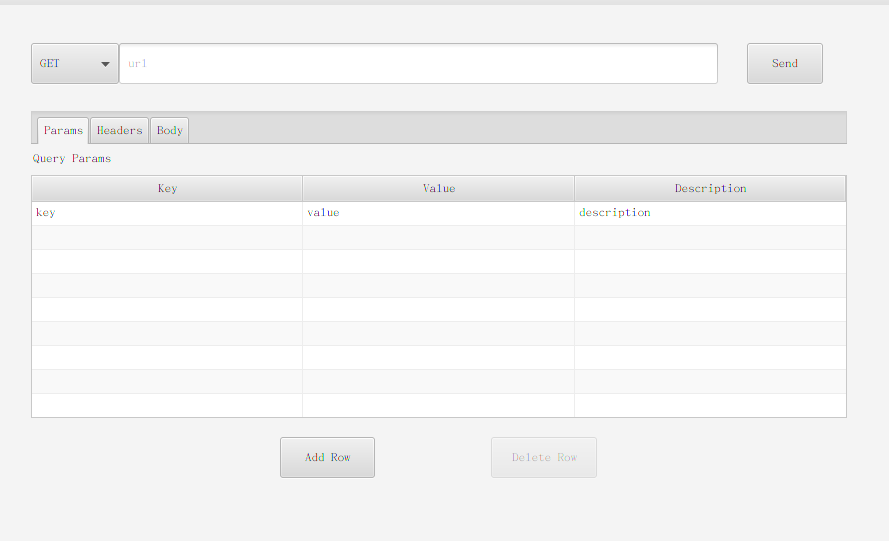 GET url Send
Params Headers Body
Query Params
Key Value Description
key value description
Add Row Delete Row